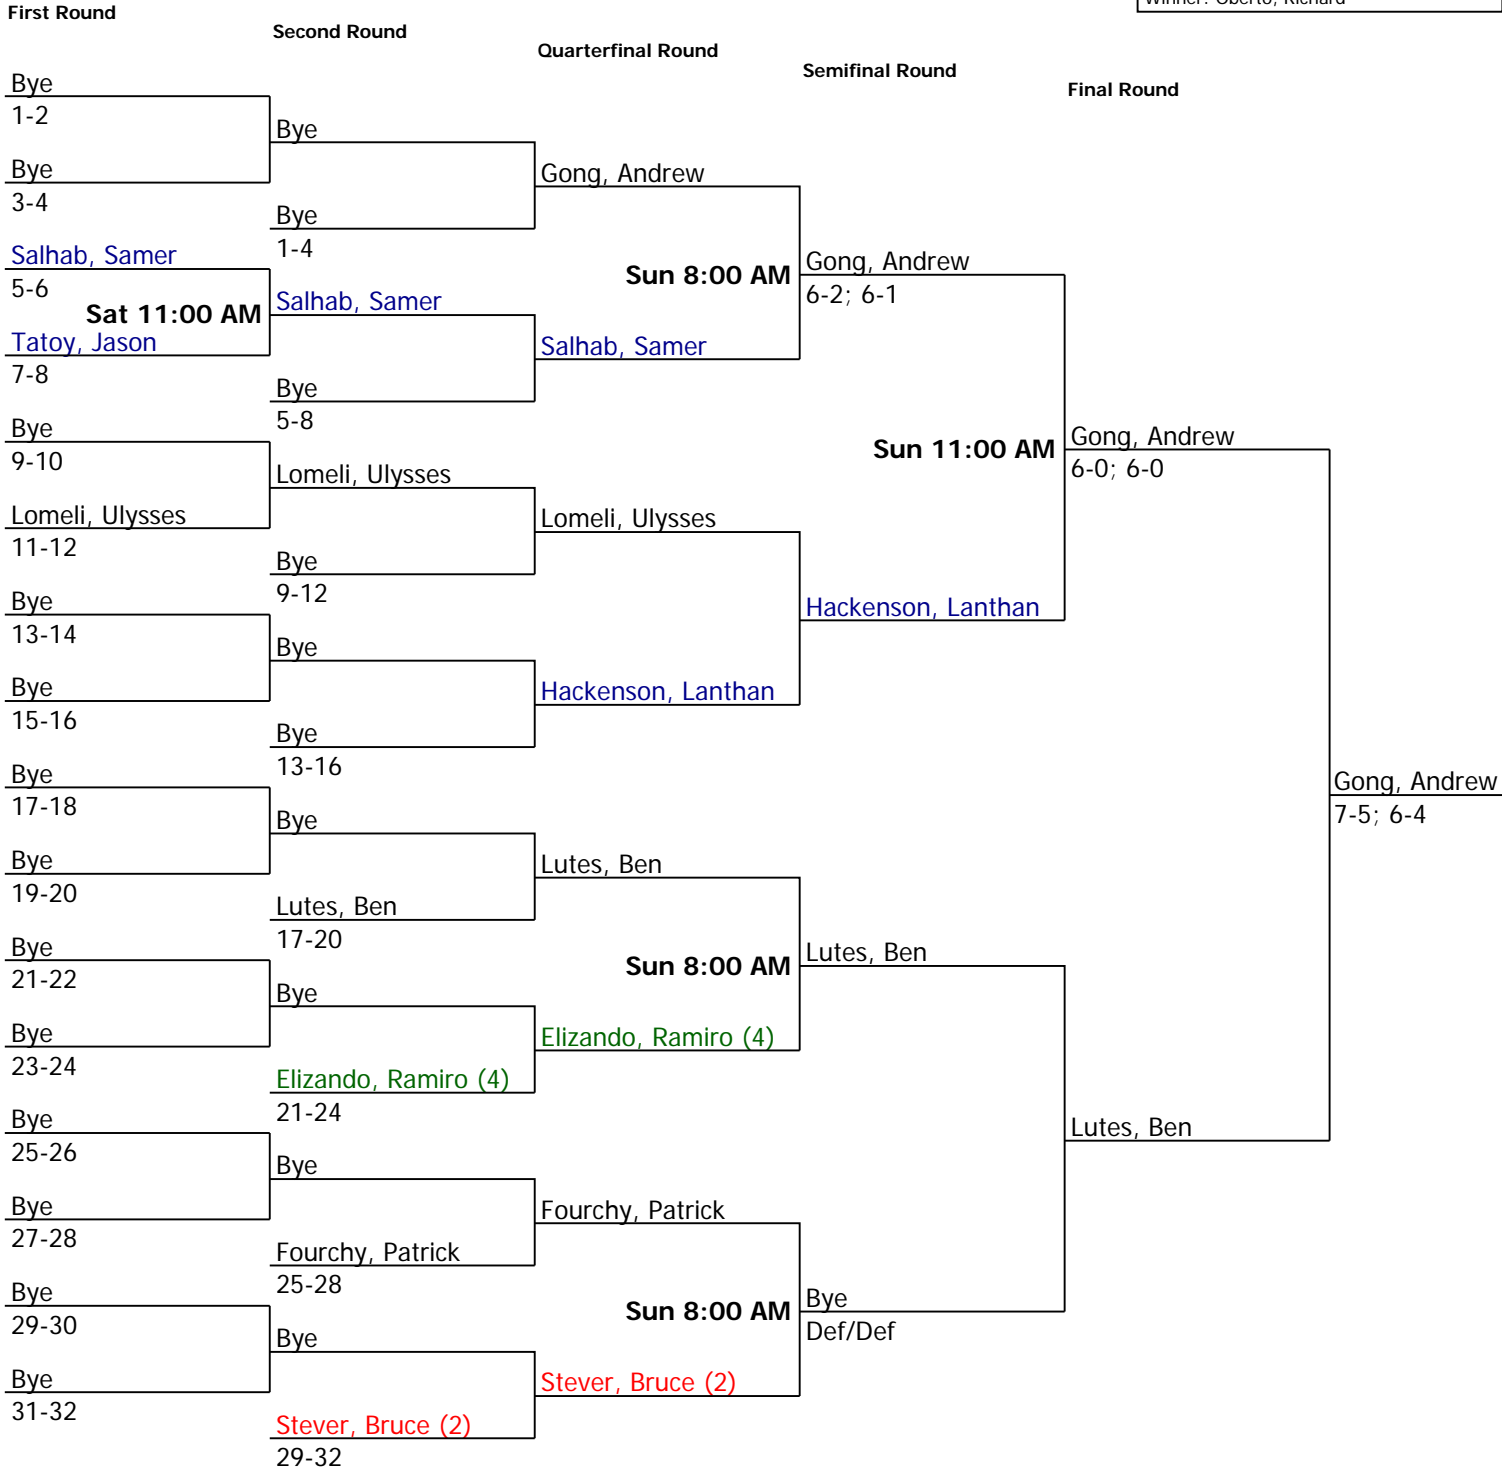 Winner: Oberto, Richard
First Round
Second Round
Quarterfinal Round
Semifinal Round
Final Round
Bye
1-2
Bye
3-4
Salhab, Samer
5-6
Sat 11:00 AM
Tatoy, Jason
7-8
Bye
9-10
Lomeli, Ulysses
11-12
Bye
13-14
Bye
15-16
Bye
17-18
Bye
19-20
Bye
21-22
Bye
23-24
Bye
25-26
Bye
27-28
Bye
29-30
Bye
31-32
Bye
Bye
1-4
Salhab, Samer
Bye
5-8
Lomeli, Ulysses
Bye
9-12
Bye
Bye
13-16
Bye
Lutes, Ben
17-20
Bye
Elizando, Ramiro (4)
21-24
Bye
Fourchy, Patrick
25-28
Bye
Stever, Bruce (2)
29-32
Gong, Andrew
Sun 8:00 AM
Salhab, Samer
Lomeli, Ulysses
Hackenson, Lanthan
Lutes, Ben
Sun 8:00 AM
Elizando, Ramiro (4)
Fourchy, Patrick
Sun 8:00 AM
Stever, Bruce (2)
Gong, Andrew
6-2; 6-1
Sun 11:00 AM
Hackenson, Lanthan
Lutes, Ben
Bye
Def/Def
Gong, Andrew
6-0; 6-0
Lutes, Ben
Gong, Andrew
7-5; 6-4